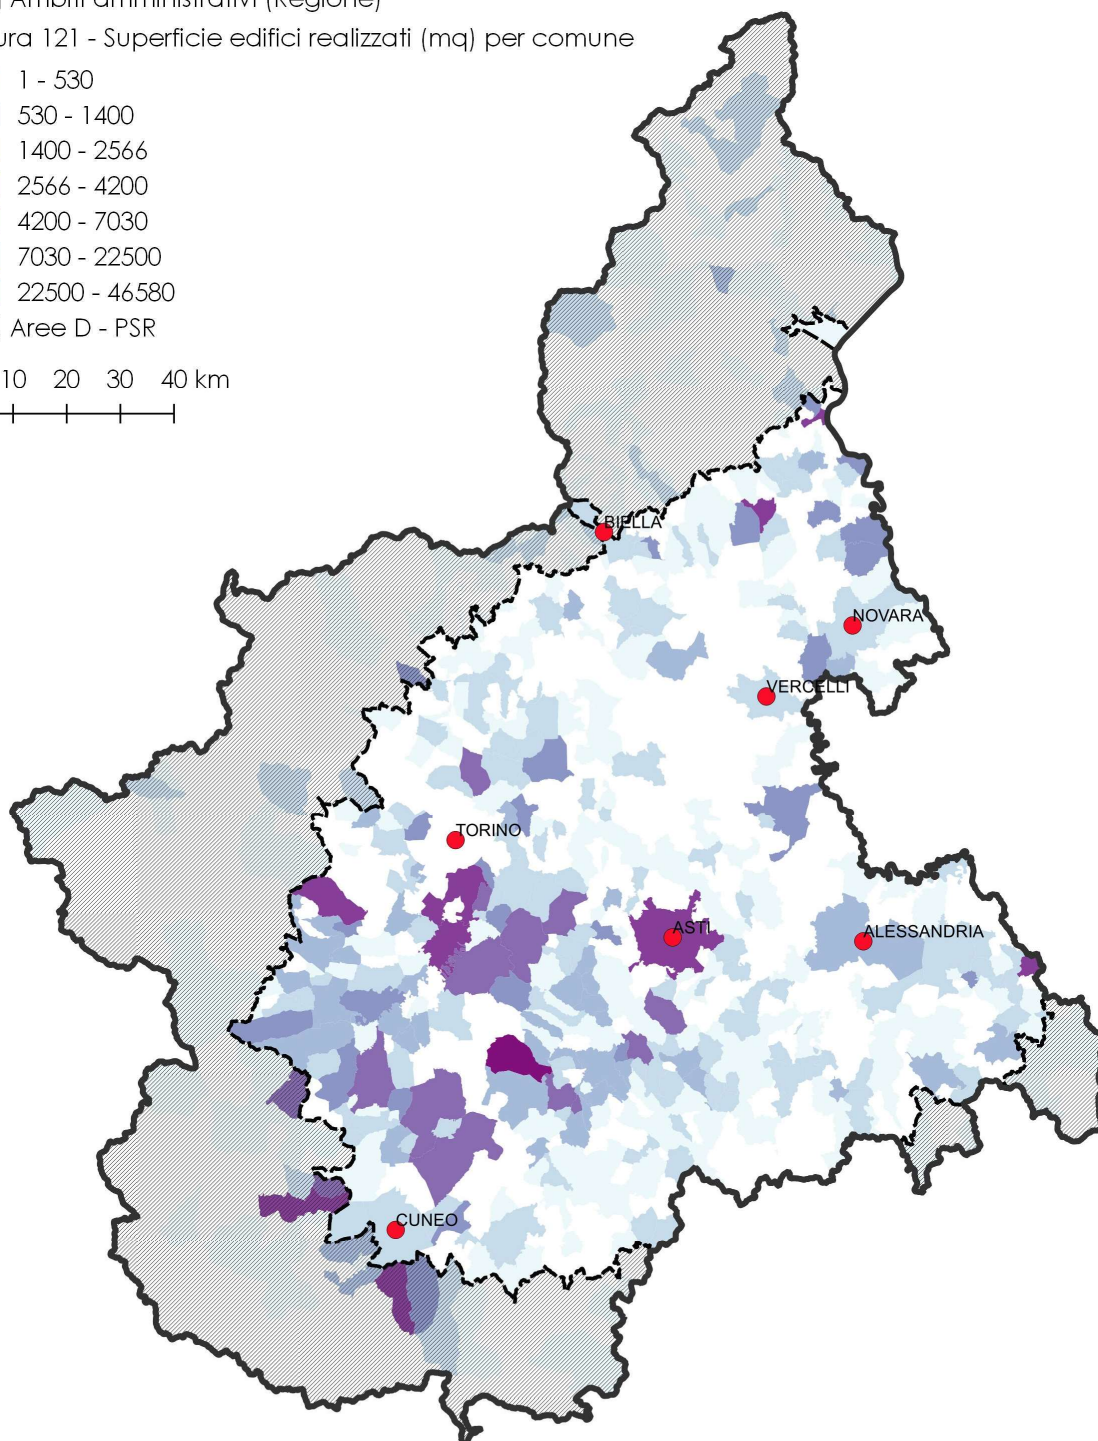 Ambiti amministrativi (Regione)
121 - Superficie edifici realizzati (mq) per comune
1 - 530
530 - 1400
1400 - 2566
2566 - 4200
4200 - 7030
7030 - 22500
22500 - 46580
Aree D - PSR
10 20 30 40 km
BIELLA
NOVARA
VERCELLI
TORINO
ASTI
ALESSANDRIA
CUNEO